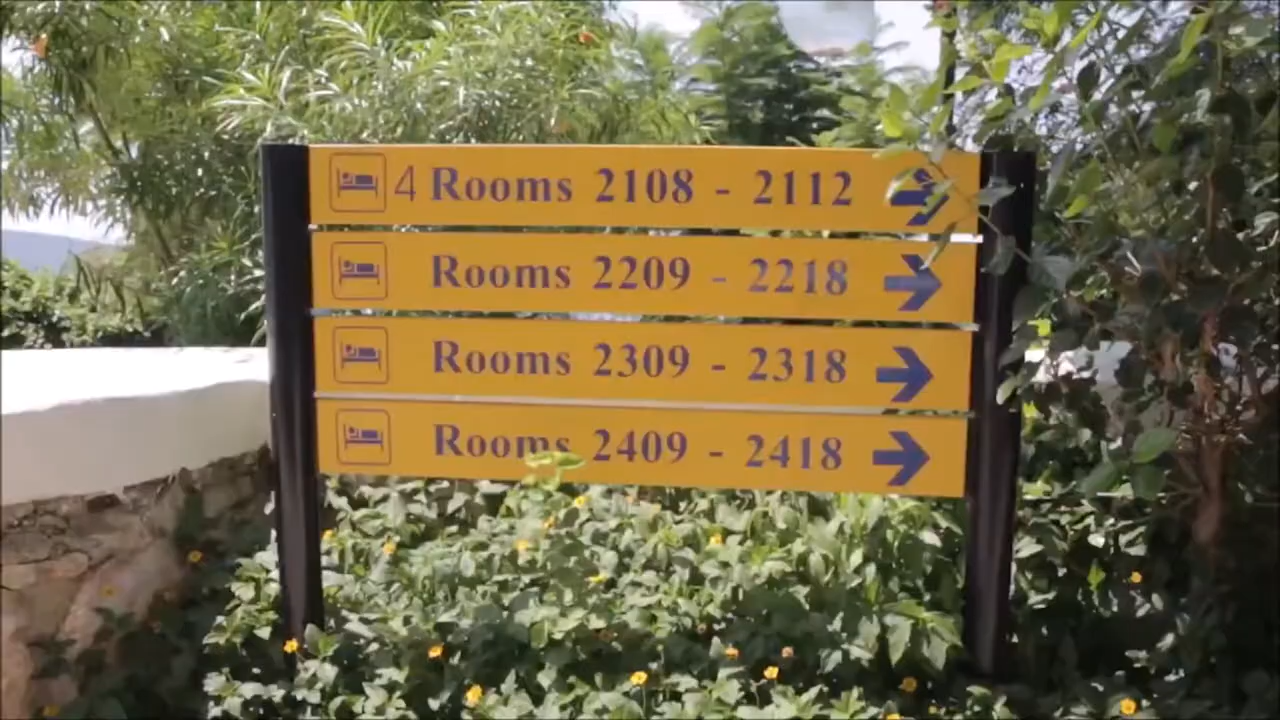 4 Rooms 2108 - 2112
Rooms 2209 - 2218
Rooms 2309 - 2318
Rooms 2409 - 2418